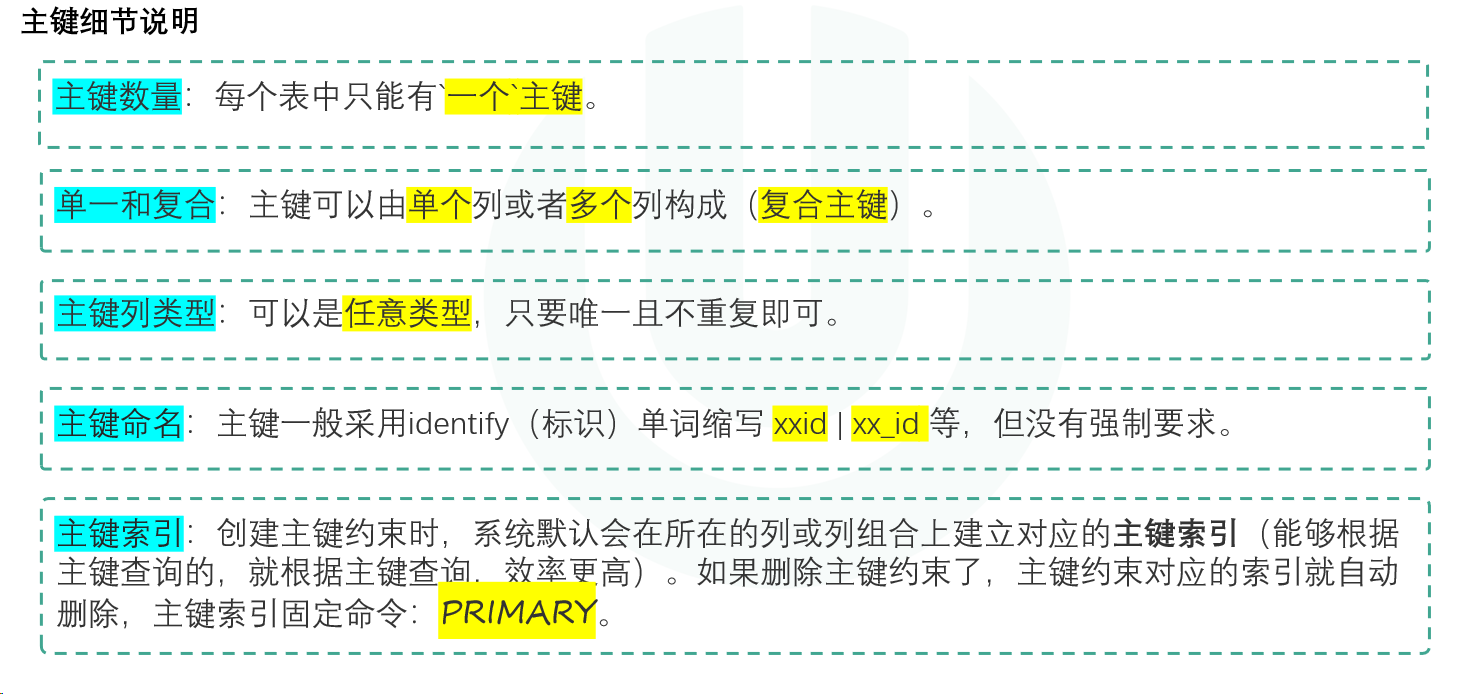 主键细节说明
主键数量：每个表中只能有`一个`主键。
单一和复合：主键可以由单个列或者多个列构成（复合主键）。
主键列类型：可以是任意类型，只要唯一且不重复即可。
主键命名：主键一般采用identify（标识）单词缩写 xxid | xx_id 等，但没有强制要求。
主键索引：创建主键约束时，系统默认会在所在的列或列组合上建立对应的主键索引（能够根据
主键查询的，就根据主键查询，效率更高）。如果删除主键约束了，主键约束对应的索引就自动
删除，主键索引固定命令：PRIMARY。